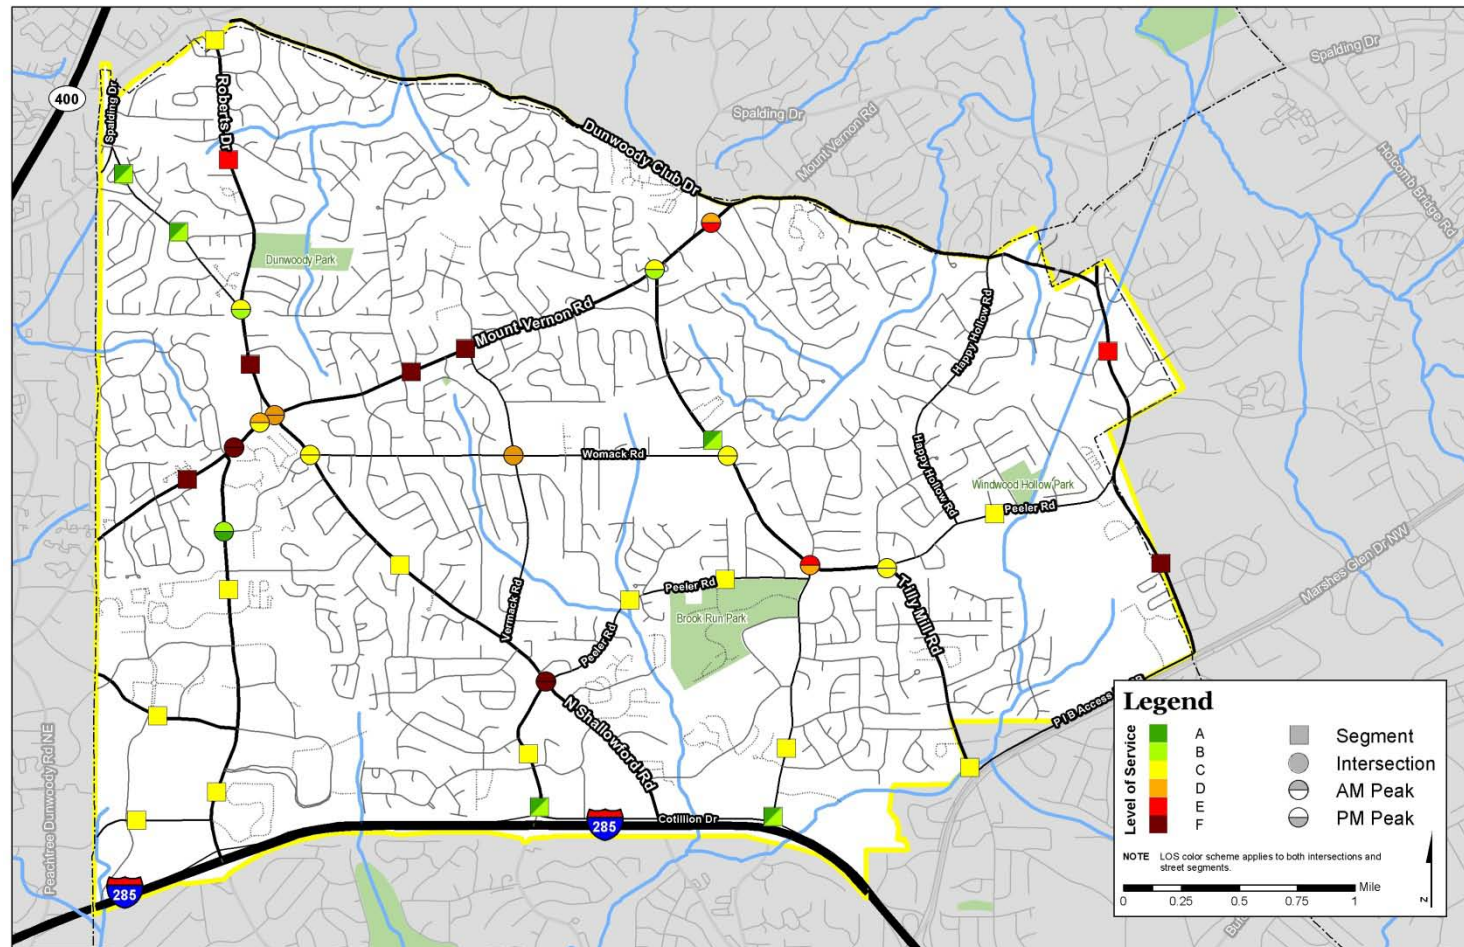 Spalding Dr
400
Spalding Dr
Roberts Dr
Spalding Dr
Mount Vernon Rd
Dunwoody Club Dr
Holcomb Bridge Rd
Dunwoody Park
Mount Vernon Rd
Happy Hollow Rd
Womack Rd
Happy Hollow Rd
Windwood Hollow Park
Peeler Rd
Marshes Glen Dr NW
Vermack Rd
Peeler Rd
Brook Run Park
Peeler Rd
Tilly Mill Rd
N Shallowford Rd
P I B Access
Peachtree Dunwoody Rd NE
Cotillion Dr
285
285
Legend
Level of Service
A
B
C
D
E
F
Segment
Intersection
AM Peak
PM Peak
NOTE LOS color scheme applies to both intersections and
street segments.
Mile
0 0.25 0.5 0.75 1
N